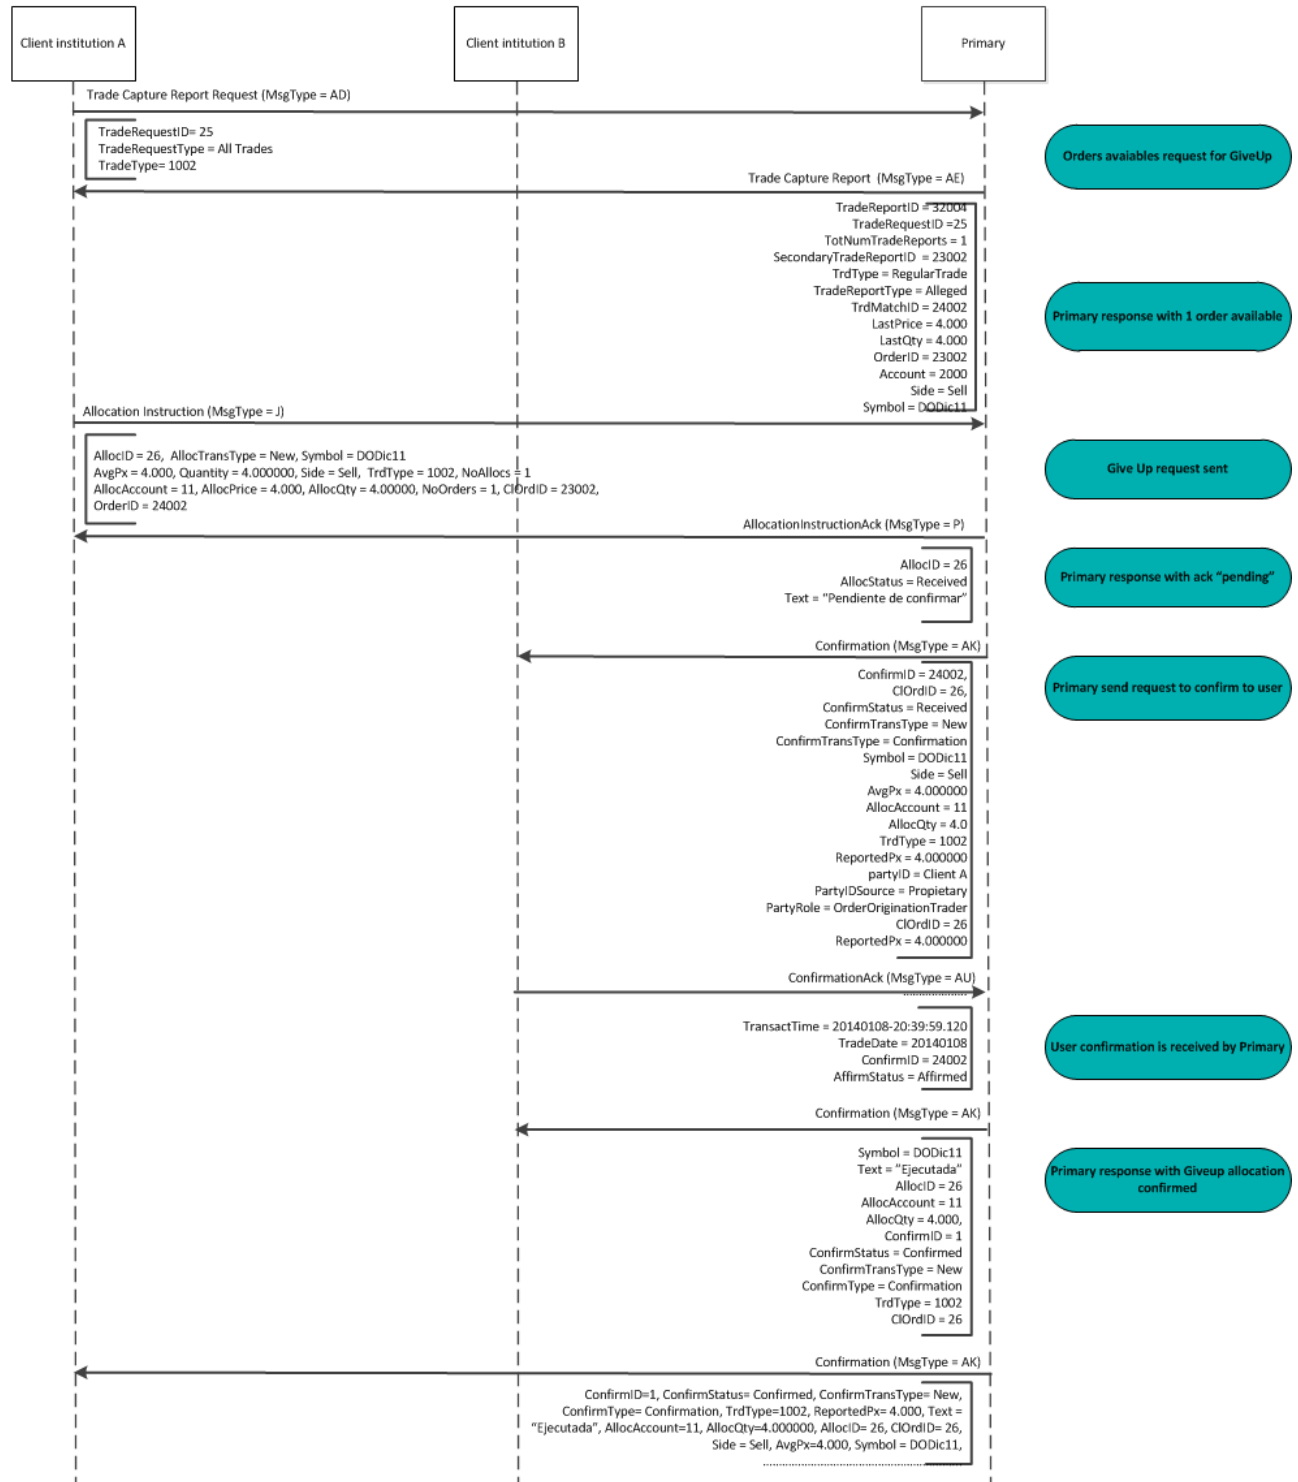 Client institution A
Client intitution B
Primary
Trade Capture Report Request (MsgType = AD)
TradeRequestID= 25
TradeRequestType = All Trades
TradeType= 1002
Orders avaiables request for GiveUp
Trade Capture Report  (MsgType = AE)
TradeReportID = 32004
TradeRequestID =25
TotNumTradeReports = 1
SecondaryTradeReportID  = 23002
TrdType = RegularTrade
TradeReportType = Alleged
TrdMatchID = 24002
LastPrice = 4.000
LastQty = 4.000
OrderID = 23002
Account = 2000
Side = Sell
Symbol = DODic11
Primary response with 1 order available
Allocation Instruction (MsgType = J)
AllocID = 26,  AllocTransType = New, Symbol = DODic11
AvgPx = 4.000, Quantity = 4.000000, Side = Sell,  TrdType = 1002, NoAllocs = 1
AllocAccount = 11, AllocPrice = 4.000, AllocQty = 4.00000, NoOrders = 1, ClOrdID = 23002,
OrderID = 24002
Give Up request sent
AllocationInstructionAck (MsgType = P)
AllocID = 26
AllocStatus = Received
Text = "Pendiente de confirmar"
Primary response with ack "pending"
Confirmation (MsgType = AK)
ConfirmID = 24002,
ClOrdID = 26,
ConfirmStatus = Received
ConfirmTransType = New
ConfirmTransType = Confirmation
Symbol = DODic11
Side = Sell
AvgPx = 4.000000
AllocAccount = 11
AllocQty = 4.0
TrdType = 1002
ReportedPx = 4.000000
partyID = Client A
PartyIDSource = Propietary
PartyRole = OrderOriginationTrader
ClOrdID = 26
ReportedPx = 4.000000
Primary send request to confirm to user
ConfirmationAck (MsgType = AU)
TransactTime = 20140108-20:39:59.120
TradeDate = 20140108
ConfirmID = 24002
AffirmStatus = Affirmed
User confirmation is received by Primary
Confirmation (MsgType = AK)
Symbol = DODic11
Text = "Ejecutada"
AllocID = 26
AllocAccount = 11
AllocQty = 4.000,
ConfirmID = 1
ConfirmStatus = Confirmed
ConfirmTransType = New
ConfirmType = Confirmation
TrdType = 1002
ClOrdID = 26
Primary response with Giveup allocation
confirmed
Confirmation (MsgType = AK)
ConfirmID=1, ConfirmStatus= Confirmed, ConfirmTransType= New,
ConfirmType= Confirmation, TrdType=1002, ReportedPx= 4.000, Text =
"Ejecutada", AllocAccount=11, AllocQty=4.000000, AllocID= 26, ClOrdID= 26,
Side = Sell, AvgPx=4.000, Symbol = DODic11,